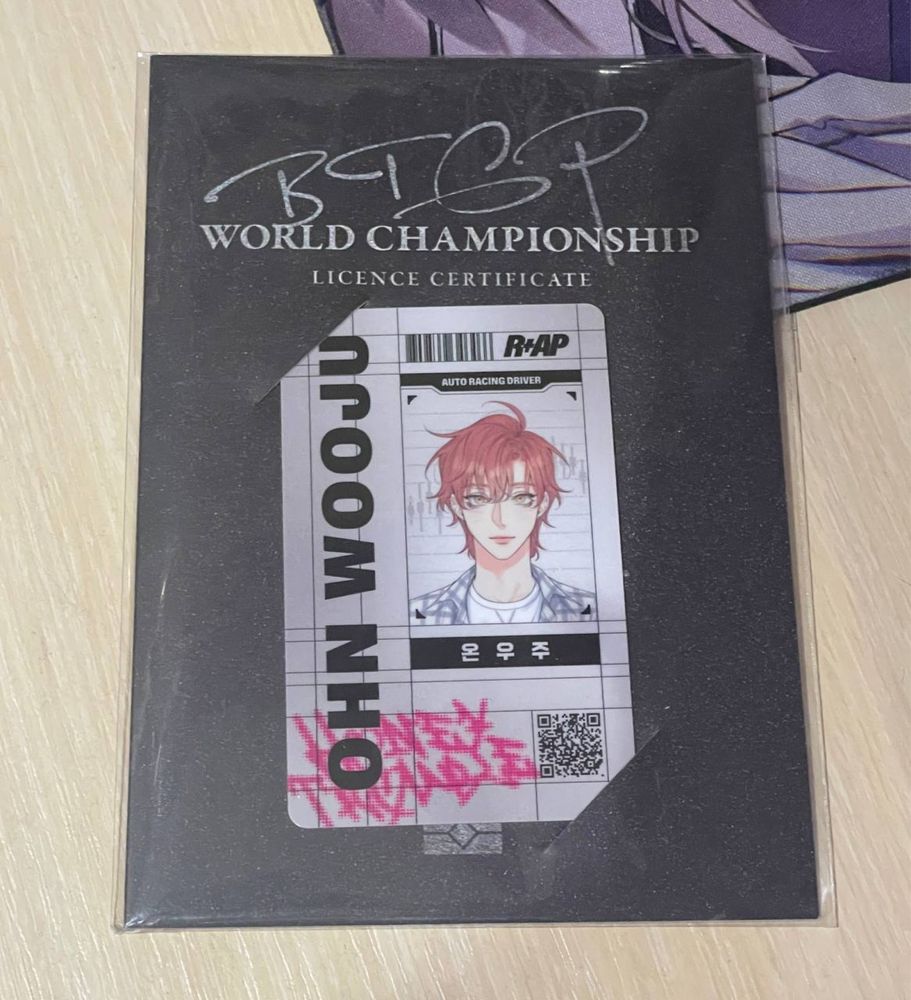 BTGP
WORLD CHAMPIONSHIP
LICENCE CERTIFICATE
OHN WOOJU
R+AP
AUTO RACING DRIVER
온우주